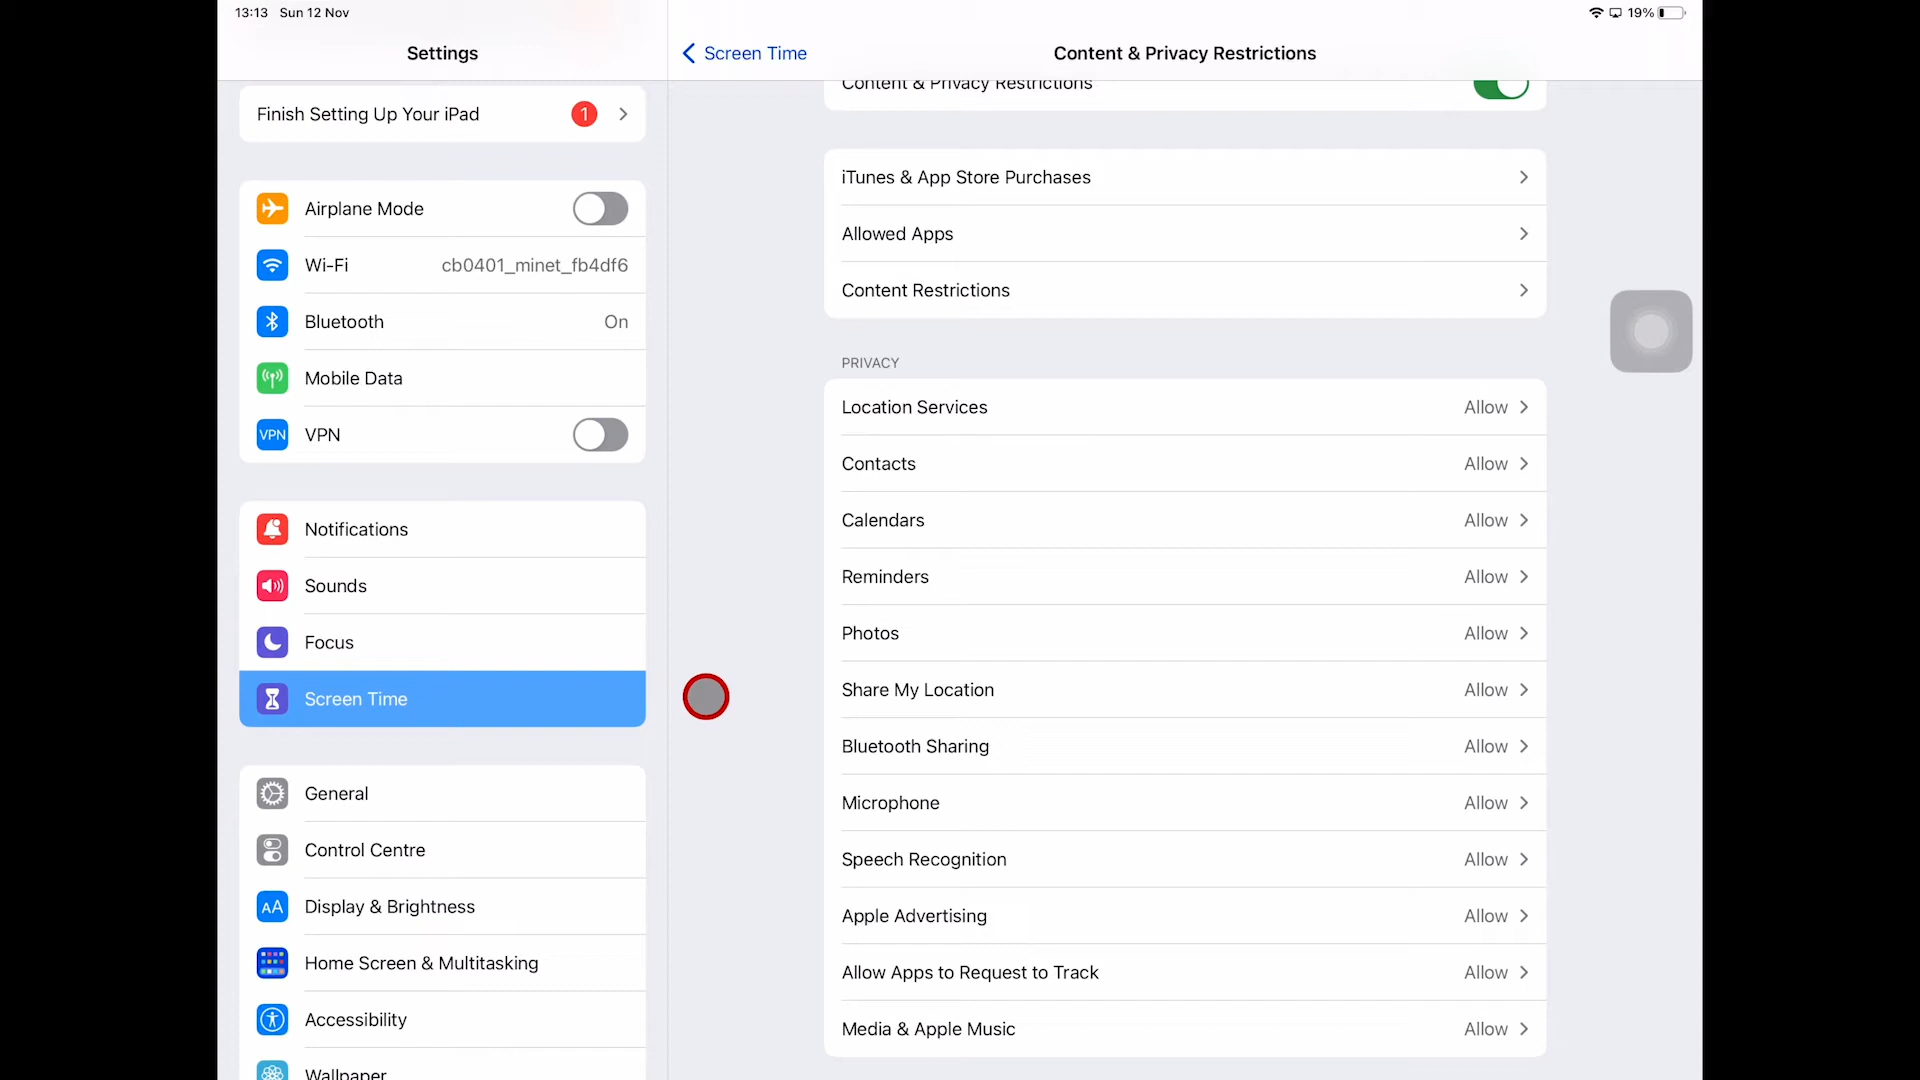 13:13 Sun 12 Nov
19%
Settings
Screen Time
Content & Privacy Restrictions
Finish Setting Up Your iPad
1
Airplane Mode
Wi-Fi
cb0401_minet_fb4df6
Bluetooth
On
Mobile Data
VPN
VPN
Notifications
Sounds
Focus
Screen Time
General
Control Centre
AA
Display & Brightness
Home Screen & Multitasking
Accessibility
Wallpaper
Content & Privacy Restrictions
iTunes & App Store Purchases
Allowed Apps
Content Restrictions
PRIVACY
Location Services
Allow
Contacts
Allow
Calendars
Allow
Reminders
Allow
Photos
Allow
Share My Location
Allow
Bluetooth Sharing
Allow
Microphone
Allow
Speech Recognition
Allow
Apple Advertising
Allow
Allow Apps to Request to Track
Allow
Media & Apple Music
Allow